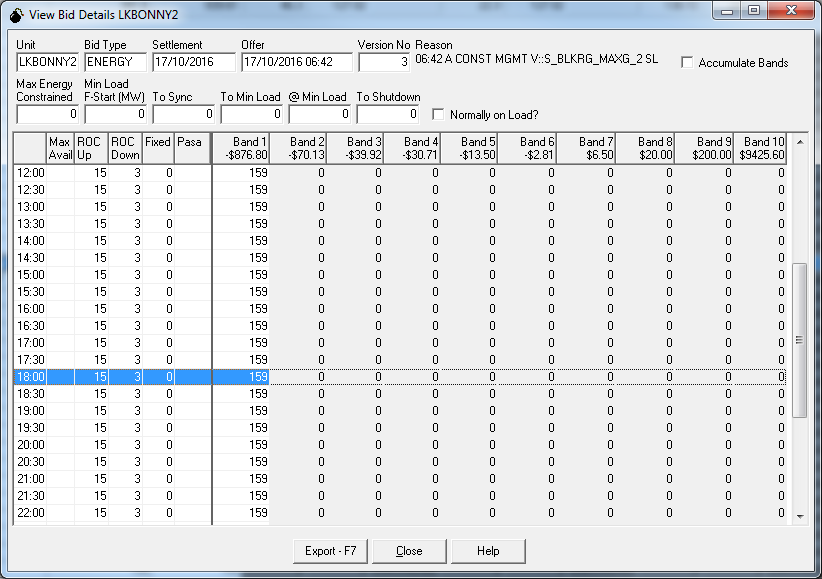 View Bid Details LKBONNY2
Unit Bid Type Settlement Offer Version No Reason
LKBONNY2 ENERGY 17/10/2016 17/10/2016 06:42 3 06:42 A CONST MGMT V::S_BLKRG_MAXG_2 SL Accumulate Bands
Max Energy Min Load
Constrained F-Start (MW) To Sync To Min Load @ Min Load To Shutdown
0 0 0 0 0 0 Normally on Load?
Max ROC ROC Fixed Pasa Band 1 Band 2 Band 3 Band 4 Band 5 Band 6 Band 7 Band 8 Band 9 Band 10
Avail Up Down -$876.80 -$70.13 -$39.92 -$30.71 -$13.50 -$2.81 $6.50 $20.00 $200.00 $9425.60
12:00 15 3 0 159 0 0 0 0 0 0 0 0 0
12:30 15 3 0 159 0 0 0 0 0 0 0 0 0
13:00 15 3 0 159 0 0 0 0 0 0 0 0 0
13:30 15 3 0 159 0 0 0 0 0 0 0 0 0
14:00 15 3 0 159 0 0 0 0 0 0 0 0 0
14:30 15 3 0 159 0 0 0 0 0 0 0 0 0
15:00 15 3 0 159 0 0 0 0 0 0 0 0 0
15:30 15 3 0 159 0 0 0 0 0 0 0 0 0
16:00 15 3 0 159 0 0 0 0 0 0 0 0 0
16:30 15 3 0 159 0 0 0 0 0 0 0 0 0
17:00 15 3 0 159 0 0 0 0 0 0 0 0 0
17:30 15 3 0 159 0 0 0 0 0 0 0 0 0
18:00 15 3 0 159 0 0 0 0 0 0 0 0 0
18:30 15 3 0 159 0 0 0 0 0 0 0 0 0
19:00 15 3 0 159 0 0 0 0 0 0 0 0 0
19:30 15 3 0 159 0 0 0 0 0 0 0 0 0
20:00 15 3 0 159 0 0 0 0 0 0 0 0 0
20:30 15 3 0 159 0 0 0 0 0 0 0 0 0
21:00 15 3 0 159 0 0 0 0 0 0 0 0 0
21:30 15 3 0 159 0 0 0 0 0 0 0 0 0
22:00 15 3 0 159 0 0 0 0 0 0 0 0 0
Export - F7 Close Help